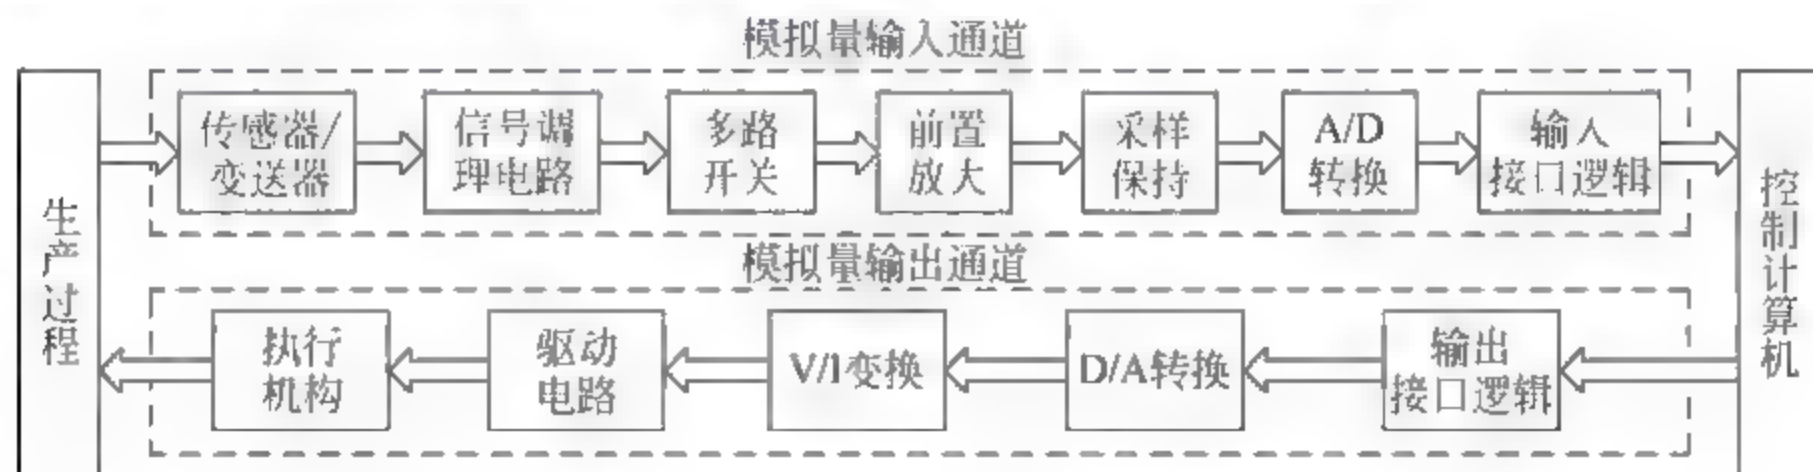 模拟量输入通道
生产过程
传感器/
变送器
信号调
理电路
多路
开关
前置
放大
采样
保持
A/D
转换
输入
接口逻辑
控制计算机
模拟量输出通道
执行
机构
驱动
电路
V/I变换
D/A转换
输出
接口逻辑